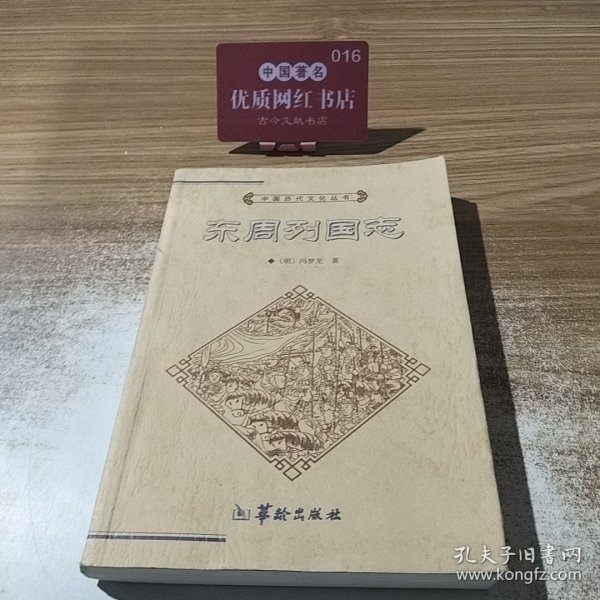 016
中国著名
优质网红书店
古今文献书店
中国历代文化丛书
东周列国志
◆〔明〕冯梦龙 著
华龄出版社
孔夫子旧书网
www.kongfz.com